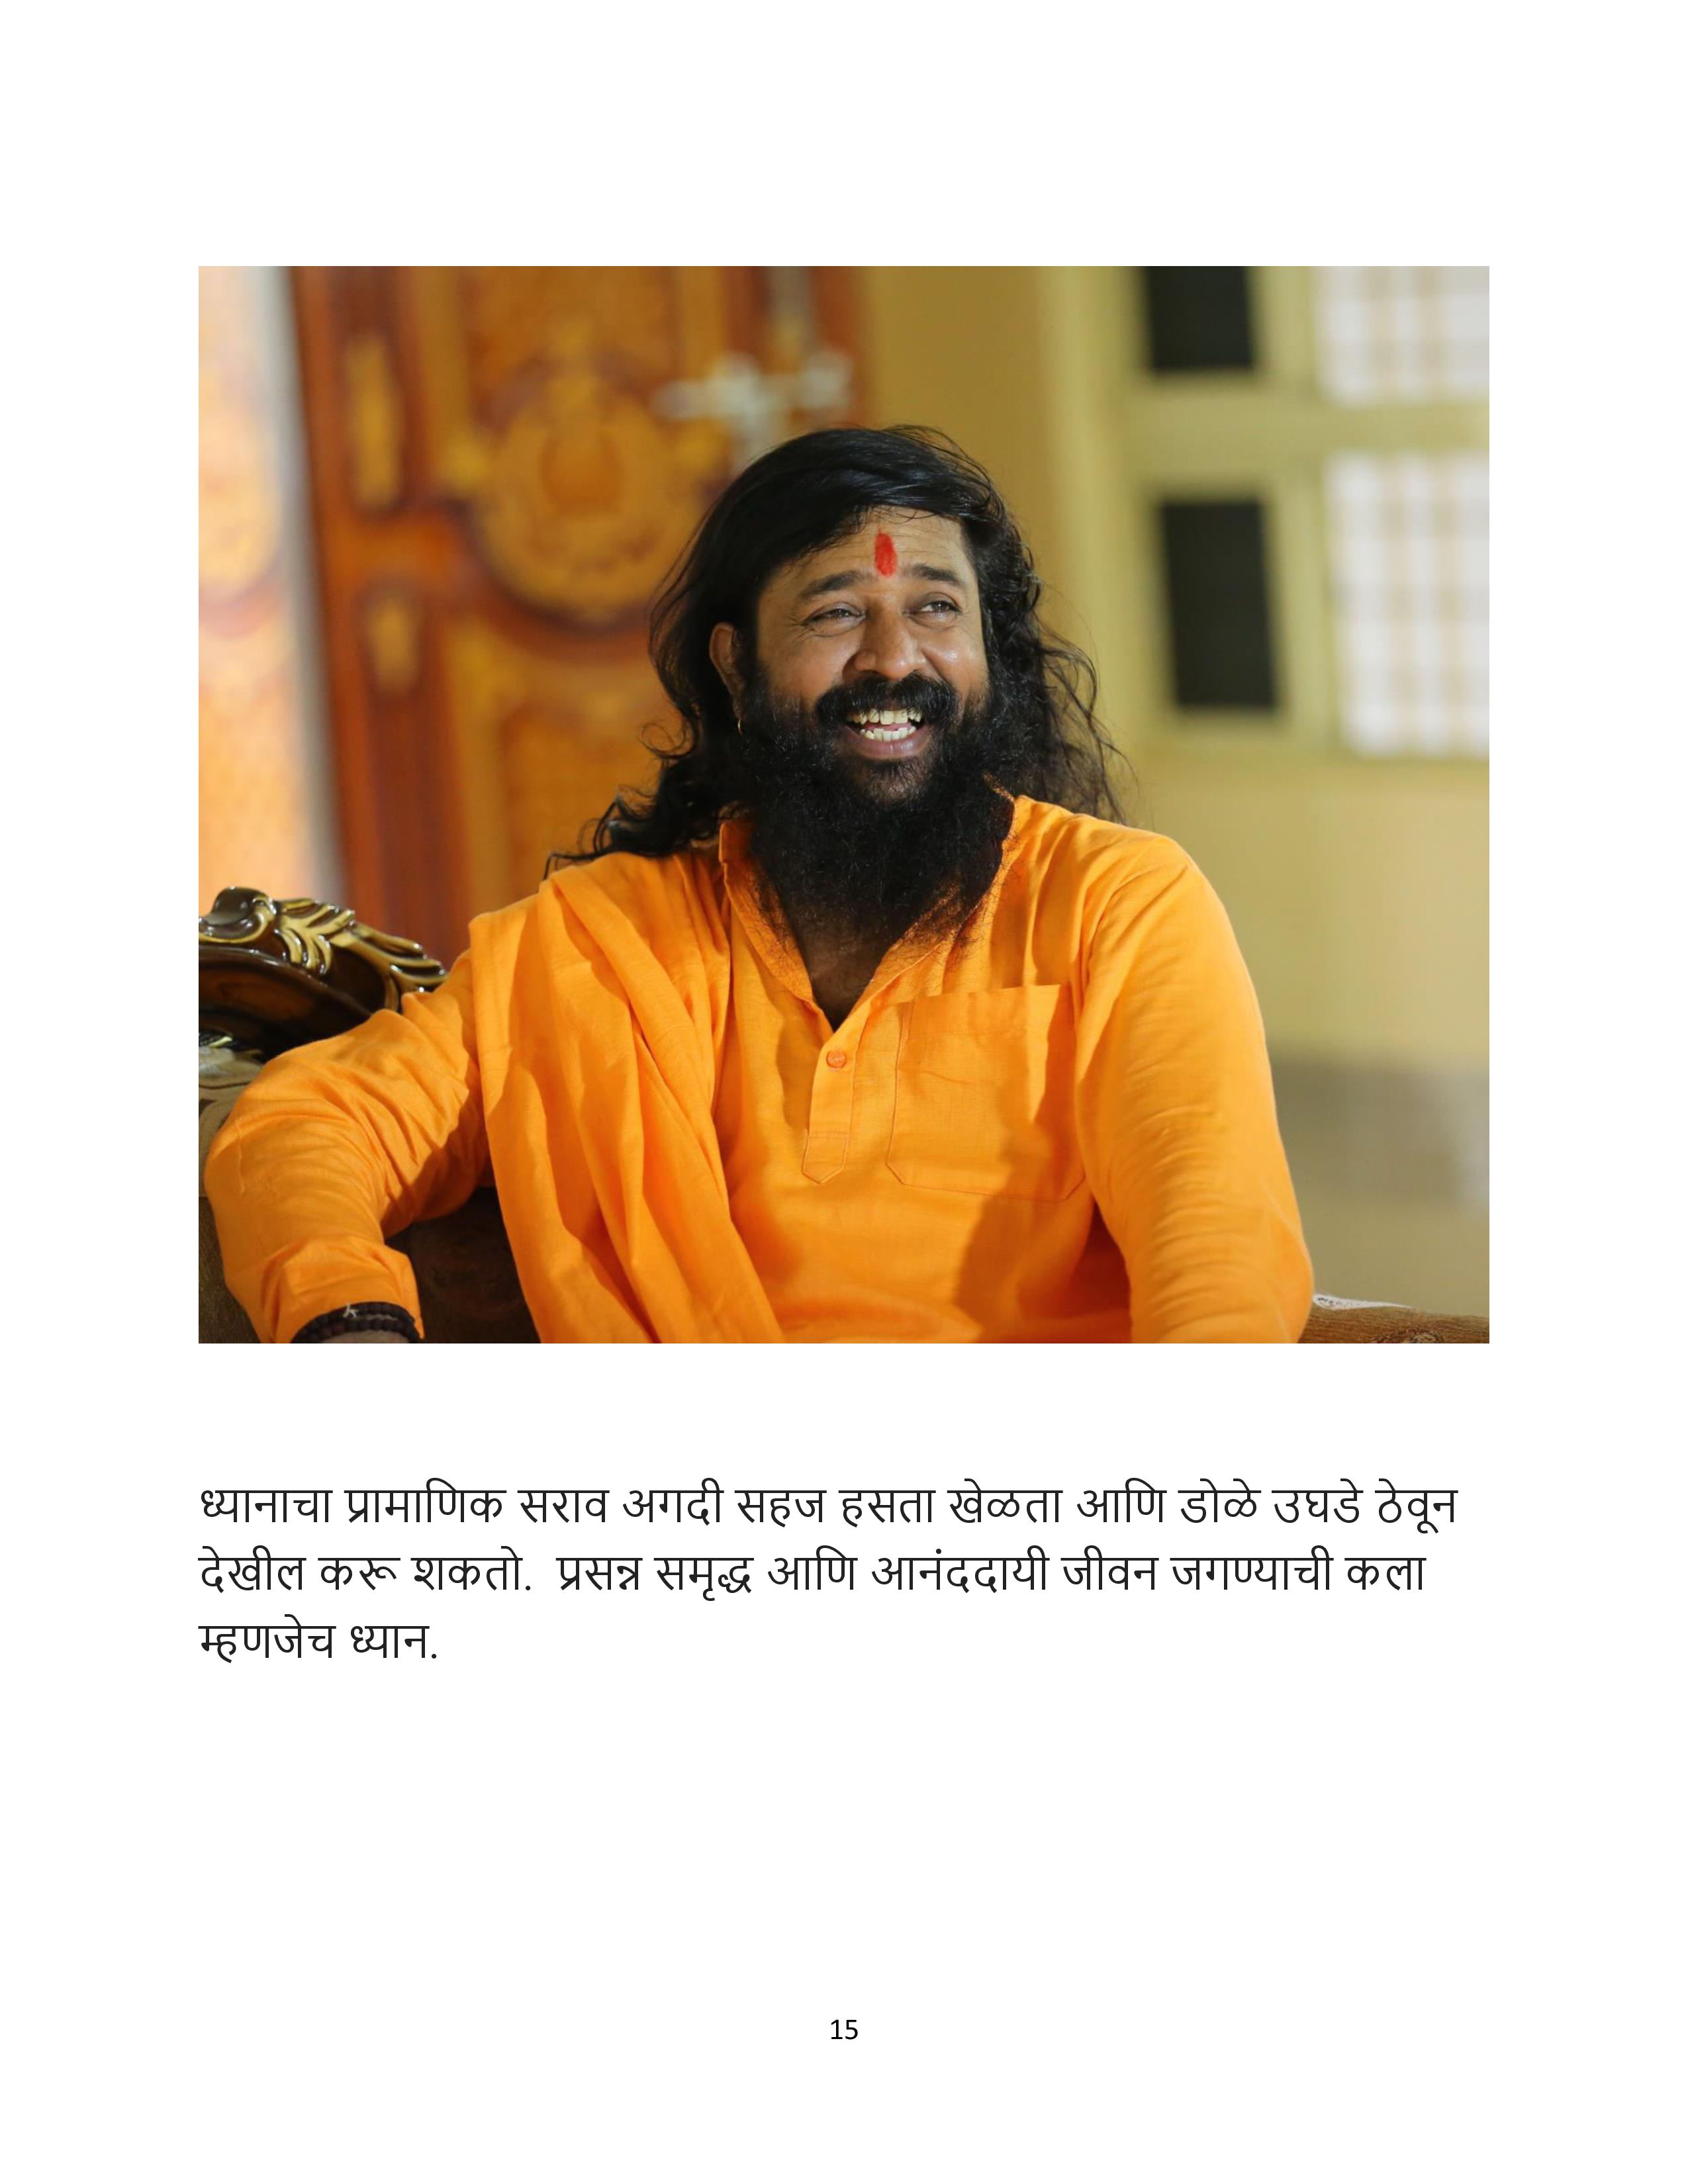 ध्यानाचा प्रामाणिक सराव अगदी सहज हसता खेळता आणि डोळे उघडे ठेवून
देखील करू शकतो. प्रसन्न समृद्ध आणि आनंददायी जीवन जगण्याची कला
म्हणजेच ध्यान.
15